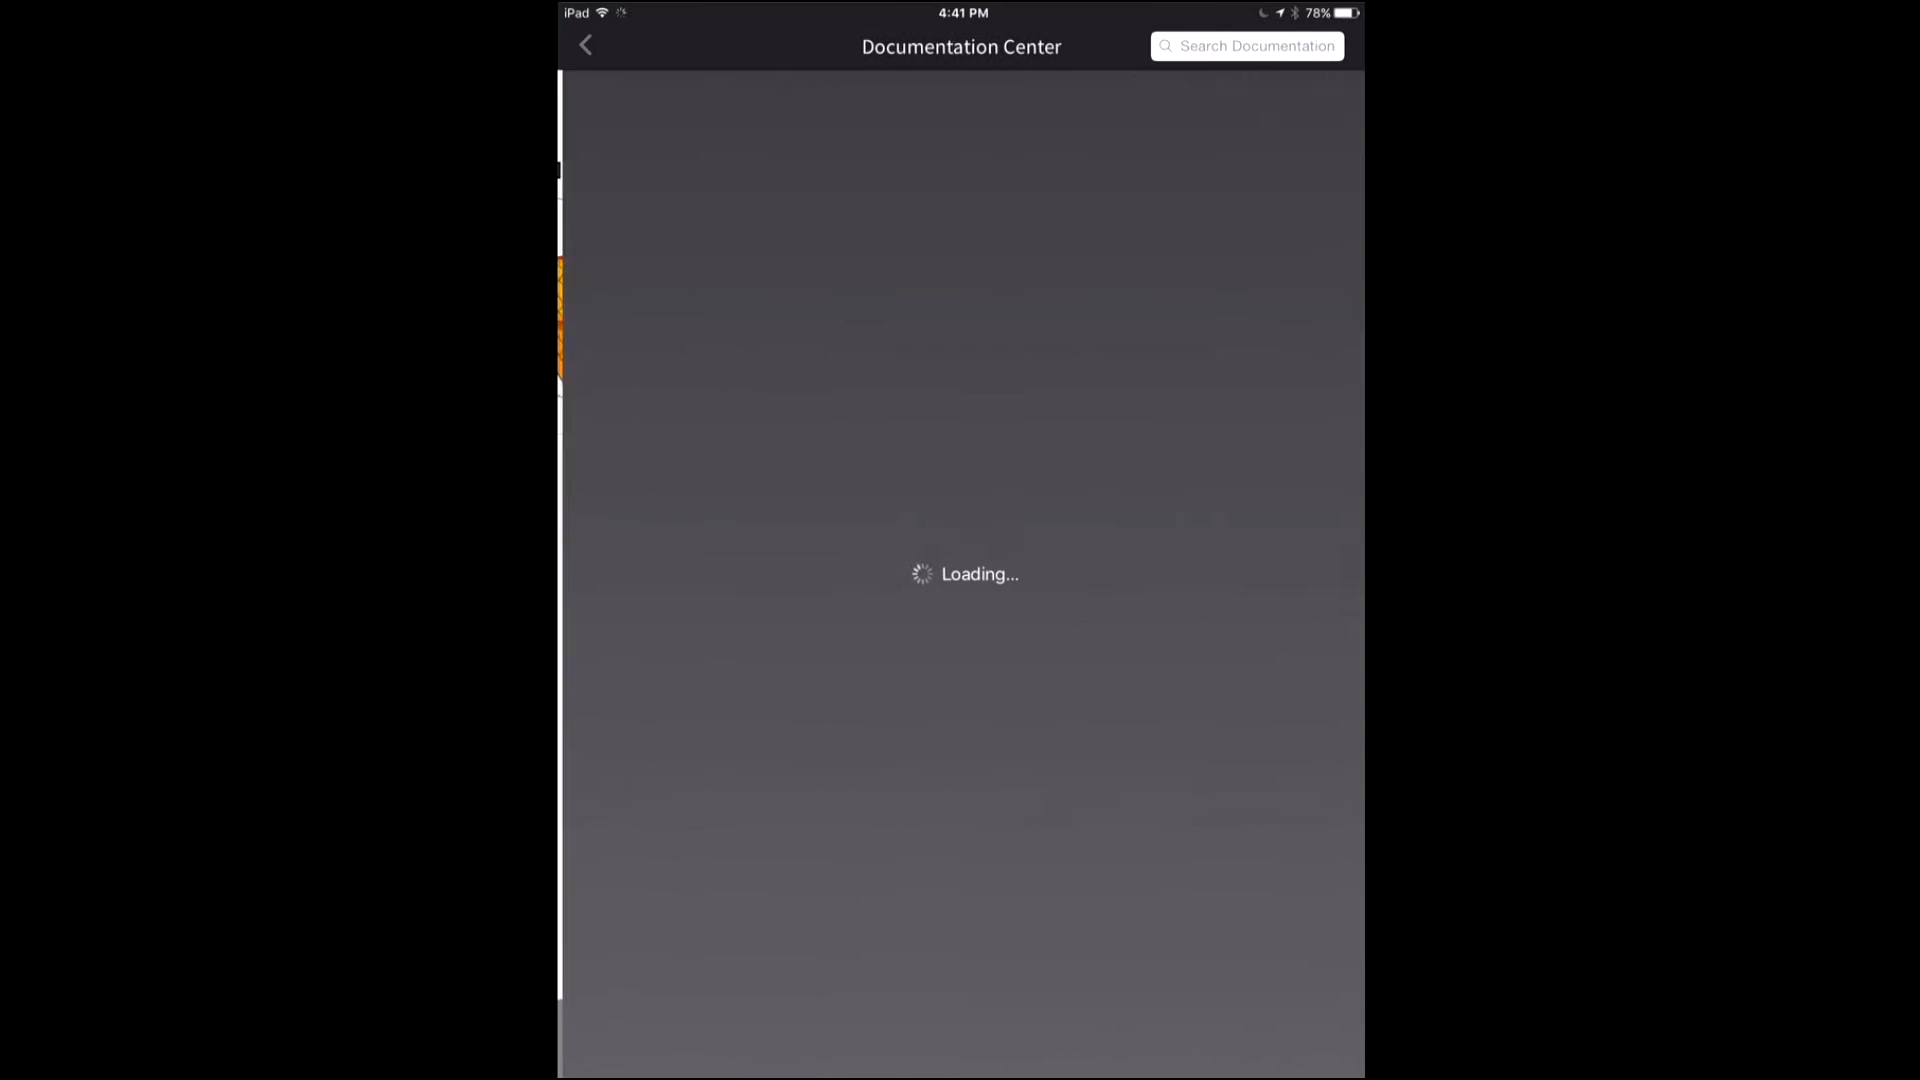 iPad 4:41 PM 78%
Documentation Center
Search Documentation
Loading...